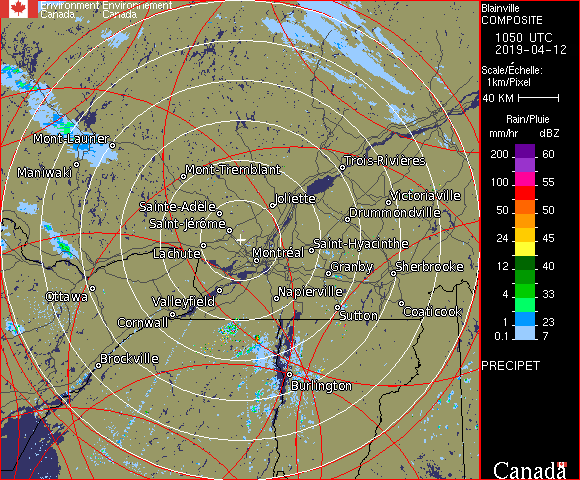 Environment Environnement
Canada Canada
Mont-Laurier
Maniwaki
Mont-Tremblant
Trois-Rivières
Sainte-Adèle
Joliette
Victoriaville
Saint-Jérôme
Drummondville
Lachute
Montréal
Saint-Hyacinthe
Granby
Sherbrooke
Ottawa
Valleyfield
Napierville
Cornwall
Sutton
Coaticook
Brockville
Burlington
Blainville
COMPOSITE
1050 UTC
2019-04-12
Scale/Échelle:
1km/Pixel
40 KM
Rain/Pluie
mm/hr dBZ
200 60
100 55
50 50
24 45
12 40
4 33
1 23
0.1 7
PRECIPET
Canada